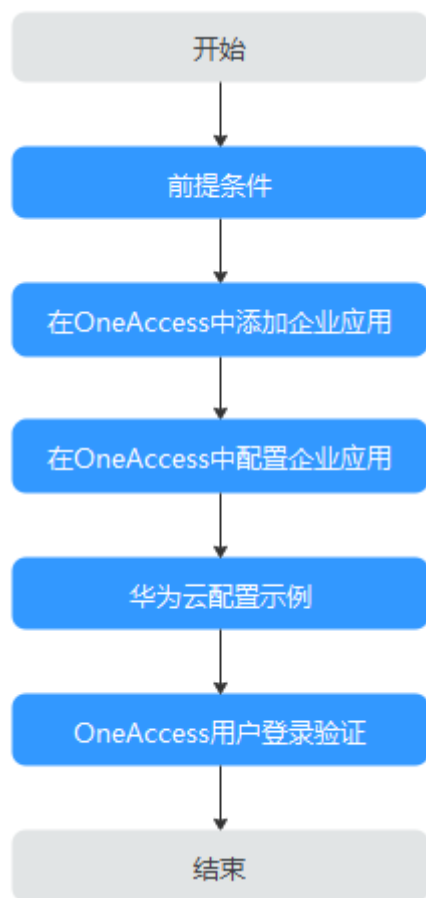 开始
前提条件
在OneAccess中添加企业应用
在OneAccess中配置企业应用
华为云配置示例
OneAccess用户登录验证
结束